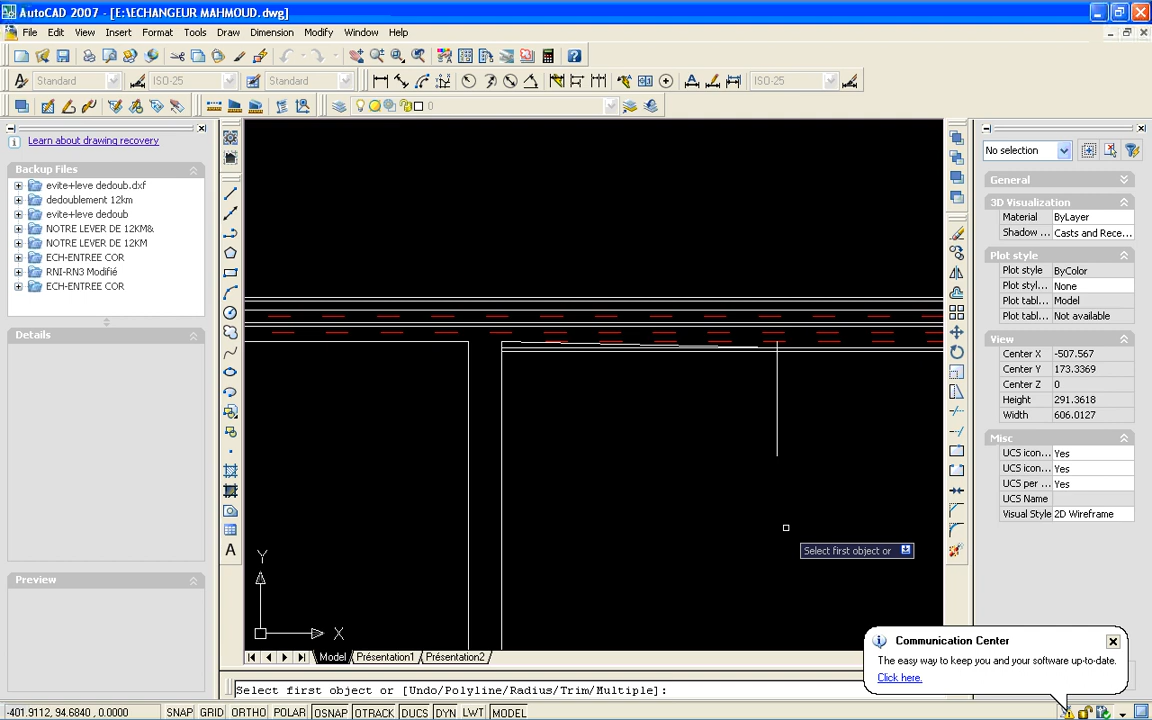 AutoCAD 2007 - [E:\ECHANGEUR MAHMOUD.dwg]
File Edit View Insert Format Tools Draw Dimension Modify Window Help
Standard ISO-25 Standard ISO-25
0
Learn about drawing recovery
Backup Files
evite+leve dedoub.dxf
dedoublement 12km
evite+leve dedoub
NOTRE LEVER DE 12KM&
NOTRE LEVER DE 12KM
ECH-ENTREE COR
RNI-RN3 Modifié
ECH-ENTREE COR
Details
Preview
No selection
General
3D Visualization
Material ByLayer
Shadow ... Casts and Rece...
Plot style
Plot style ByColor
Plot styl... None
Plot tabl... Model
Plot tabl... Not available
View
Center X -507.567
Center Y 173.3369
Center Z 0
Height 291.3618
Width 606.0127
Misc
UCS icon... Yes
UCS icon... Yes
UCS per ... Yes
UCS Name
Visual Style 2D Wireframe
Select first object or
Y
X
A
Model Présentation1 Présentation2
Communication Center
The easy way to keep you and your software up-to-date.
Click here.
Select first object or [Undo/Polyline/Radius/Trim/Multiple]:
-401.9112, 94.6840, 0.0000 SNAP GRID ORTHO POLAR OSNAP OTRACK DUCS DYN LWT MODEL